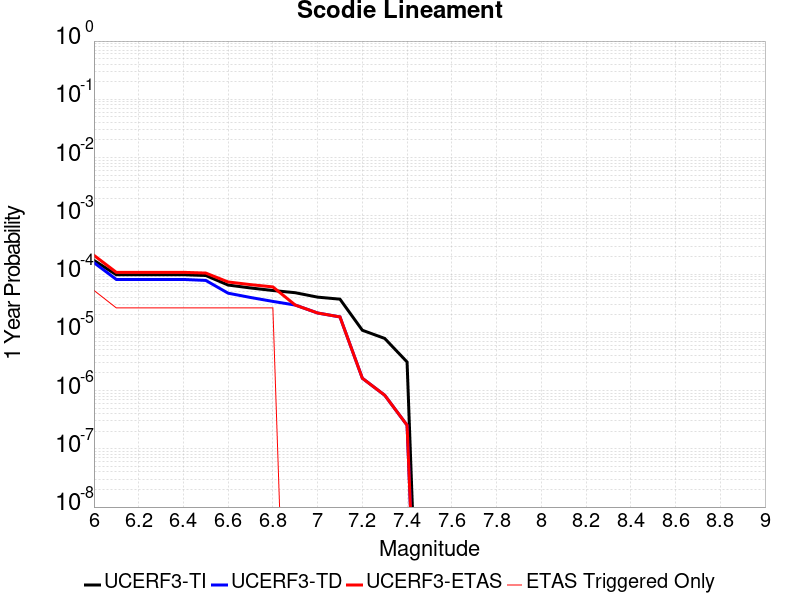 Scodie Lineament
10^0
10^-1
10^-2
10^-3
10^-4
10^-5
10^-6
10^-7
10^-8
1 Year Probability
6 6.2 6.4 6.6 6.8 7 7.2 7.4 7.6 7.8 8 8.2 8.4 8.6 8.8 9
Magnitude
UCERF3-TI UCERF3-TD UCERF3-ETAS ETAS Triggered Only